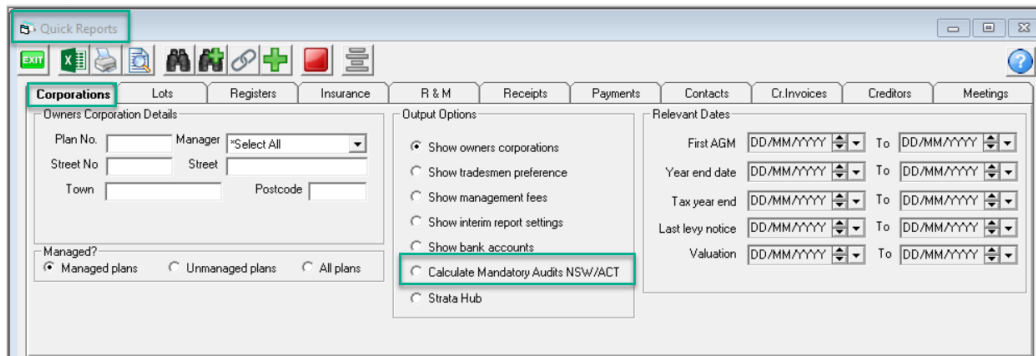 Quick Reports
EXIT
Corporations Lots Registers Insurance R & M Receipts Payments Contacts Cr.Invoices Creditors Meetings
Owners Corporation Details
Plan No. Manager *Select All
Street No Street
Town Postcode
Managed?
Managed plans Unmanaged plans All plans
Output Options
Show owners corporations
Show tradesmen preference
Show management fees
Show interim report settings
Show bank accounts
Calculate Mandatory Audits NSW/ACT
Strata Hub
Relevant Dates
First AGM DD/MM/YYYY To DD/MM/YYYY
Year end date DD/MM/YYYY To DD/MM/YYYY
Tax year end DD/MM/YYYY To DD/MM/YYYY
Last levy notice DD/MM/YYYY To DD/MM/YYYY
Valuation DD/MM/YYYY To DD/MM/YYYY